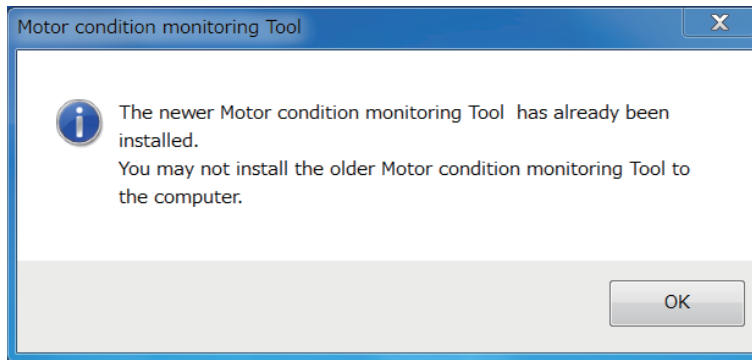 Motor condition monitoring Tool
The newer Motor condition monitoring Tool  has already been
installed.
You may not install the older Motor condition monitoring Tool to
the computer.
OK